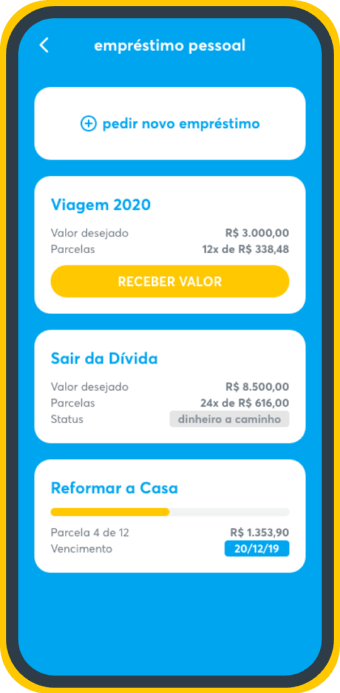 empréstimo pessoal
pedir novo empréstimo
Viagem 2020
Valor desejado R$ 3.000,00
Parcelas 12x de R$ 338,48
RECEBER VALOR
Sair da Dívida
Valor desejado R$ 8.500,00
Parcelas 24x de R$ 616,00
Status dinheiro a caminho
Reformar a Casa
Parcela 4 de 12 R$ 1.353,90
Vencimento 20/12/19